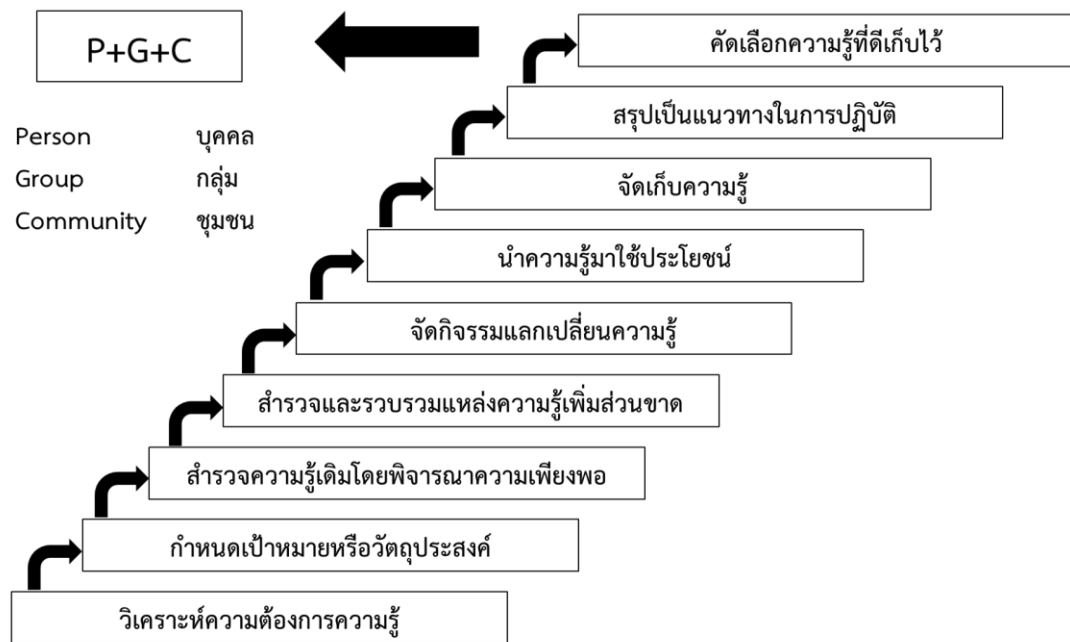 P+G+C
คัดเลือกความรู้ที่ดีเก็บไว้
สรุปเป็นแนวทางในการปฏิบัติ
Person บุคคล
Group กลุ่ม
Community ชุมชน
จัดเก็บความรู้
นำความรู้มาใช้ประโยชน์
จัดกิจรรมแลกเปลี่ยนความรู้
สำรวจและรวบรวมแหล่งความรู้เพิ่มส่วนขาด
สำรวจความรู้เดิมโดยพิจารณาความเพียงพอ
กำหนดเป้าหมายหรือวัตถุประสงค์
วิเคราะห์ความต้องการความรู้